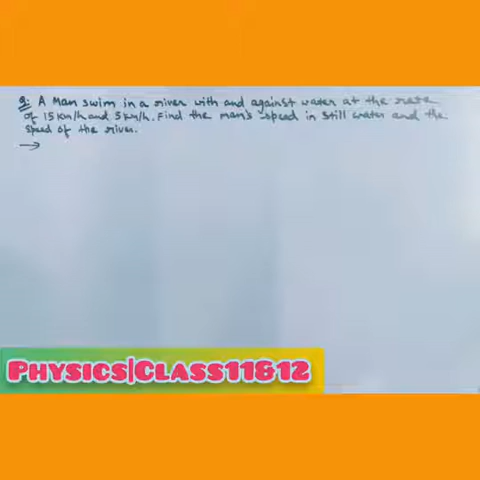 Q: A Man swim in a river with and against water at the rate
of 15 km/h and 5 km/h. Find the man's speed in still water and the
speed of the river.
→
PHYSICS|CLASS11&12